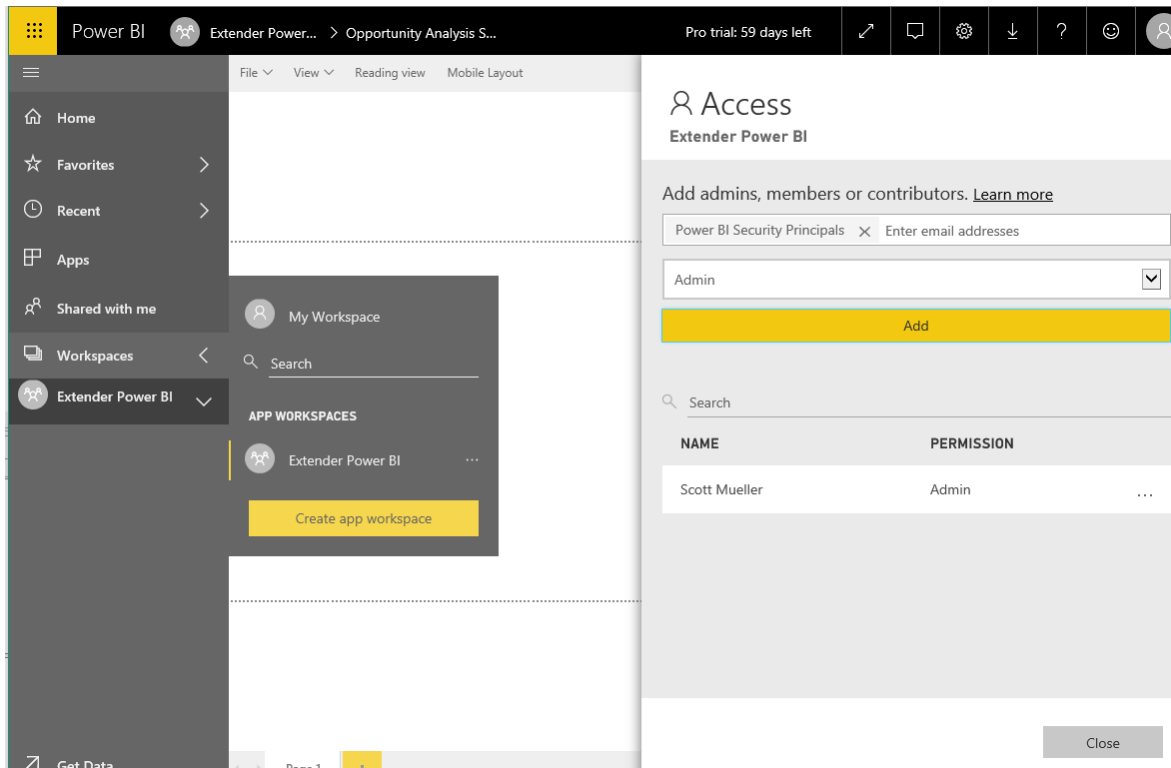 Power BI
Extender Power... > Opportunity Analysis S...
Pro trial: 59 days left
?
File
View
Reading view
Mobile Layout
Home
Favorites
Recent
Apps
Shared with me
Workspaces
Extender Power BI
Get Data
My Workspace
Search
APP WORKSPACES
Extender Power BI
...
Create app workspace
Page 1
Access
Extender Power BI
Add admins, members or contributors. Learn more
Power BI Security Principals Enter email addresses
Admin
Add
Search
NAME PERMISSION
Scott Mueller Admin ...
Close